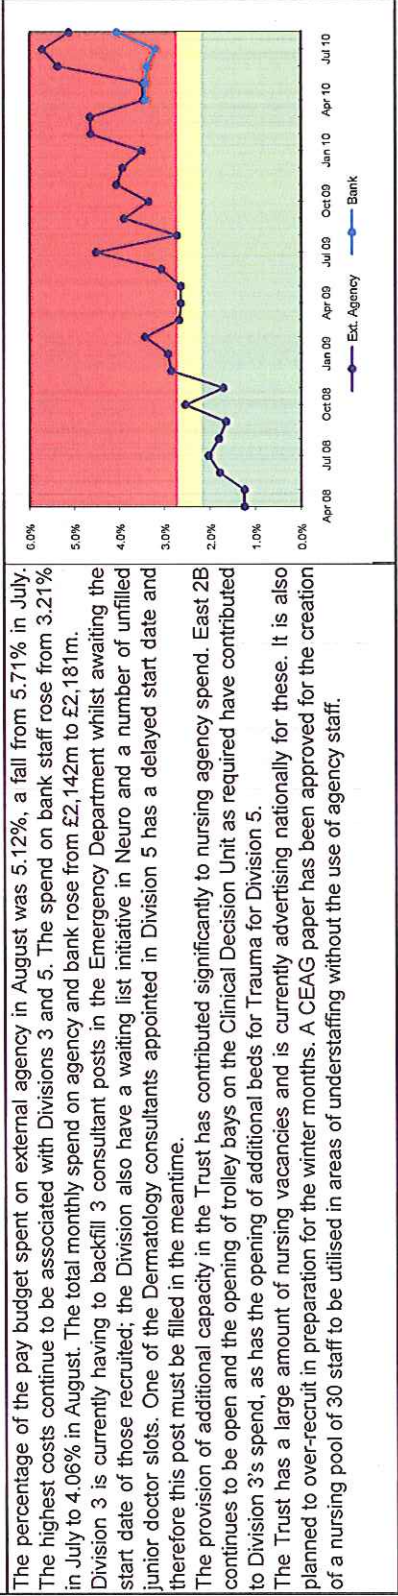 The percentage of the pay budget spent on external agency in August was 5.12%, a fall from 5.71% in July.
The highest costs continue to be associated with Divisions 3 and 5. The spend on bank staff rose from 3.21%
in July to 4.06% in August. The total monthly spend on agency and bank rose from £2,142m to £2,181m.
Division 3 is currently having to backfill 3 consultant posts in the Emergency Department whilst awaiting the
start date of those recruited; the Division also have a waiting list initiative in Neuro and a number of unfilled
junior doctor slots. One of the Dermatology consultants appointed in Division 5 has a delayed start date and
therefore this post must be filled in the meantime.
The provision of additional capacity in the Trust has contributed significantly to nursing agency spend. East 2B
continues to be open and the opening of trolley bays on the Clinical Decision Unit as required have contributed
to Division 3's spend, as has the opening of additional beds for Trauma for Division 5.
The Trust has a large amount of nursing vacancies and is currently advertising nationally for these. It is also
planned to over-recruit in preparation for the winter months. A CEAG paper has been approved for the creation
of a nursing pool of 30 staff to be utilised in areas of understaffing without the use of agency staff.
6.0%
5.0%
4.0%
3.0%
2.0%
1.0%
0.0%
Apr 08 Jul 08 Oct 08 Jan 09 Apr 09 Jul 09 Oct 09 Jan 10 Apr 10 Jul 10
Ext. Agency Bank